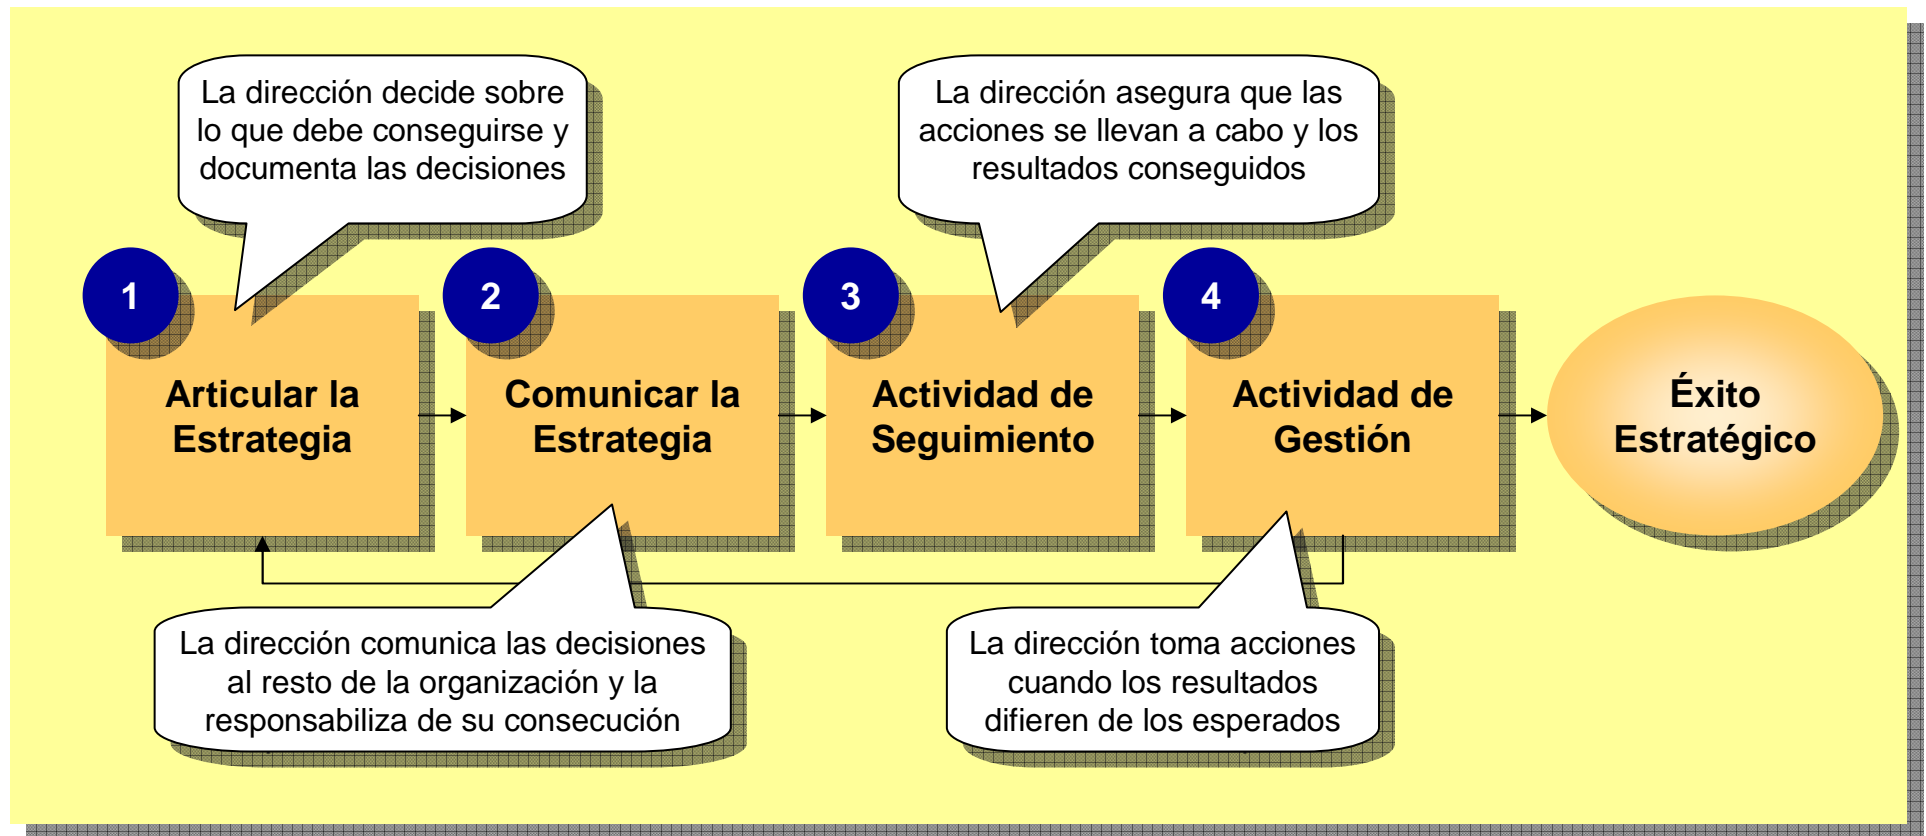 La dirección decide sobre
lo que debe conseguirse y
documenta las decisiones
La dirección asegura que las
acciones se llevan a cabo y los
resultados conseguidos
1
2
3
4
Articular la
Estrategia
Comunicar la
Estrategia
Actividad de
Seguimiento
Actividad de
Gestión
Éxito
Estratégico
La dirección comunica las decisiones
al resto de la organización y la
responsabiliza de su consecución
La dirección toma acciones
cuando los resultados
difieren de los esperados